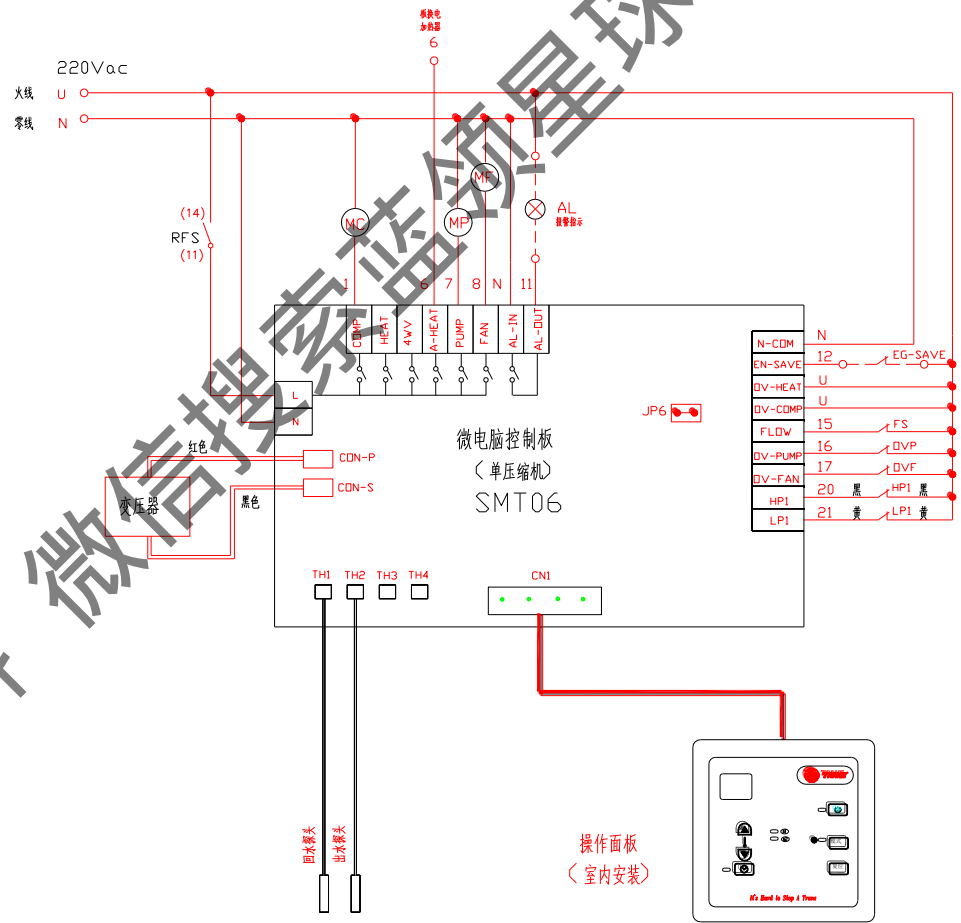 板换电
加热器
6
220Vac
火线 U
零线 N
(14)
RFS
(11)
MC
MP
MF
AL
报警指示
1 6 7 8 N 11
COMP
HEAT
4WV
A-HEAT
PUMP
FAN
AL-IN
AL-OUT
L
N
N-COM N
EN-SAVE 12 EG-SAVE
OV-HEAT U
OV-COMP U
FLOW 15 FS
OV-PUMP 16 OVP
OV-FAN 17 OVF
HP1 20 黑 HP1 黑
LP1 21 黄 LP1 黄
JP6
微电脑控制板
(单压缩机)
SMT06
红色
CON-P
CON-S
黑色
变压器
TH1 TH2 TH3 TH4
CN1
回水探头
出水探头
操作面板
(室内安装)
It's Hard to Stop A Trane
微信搜索蓝领星球